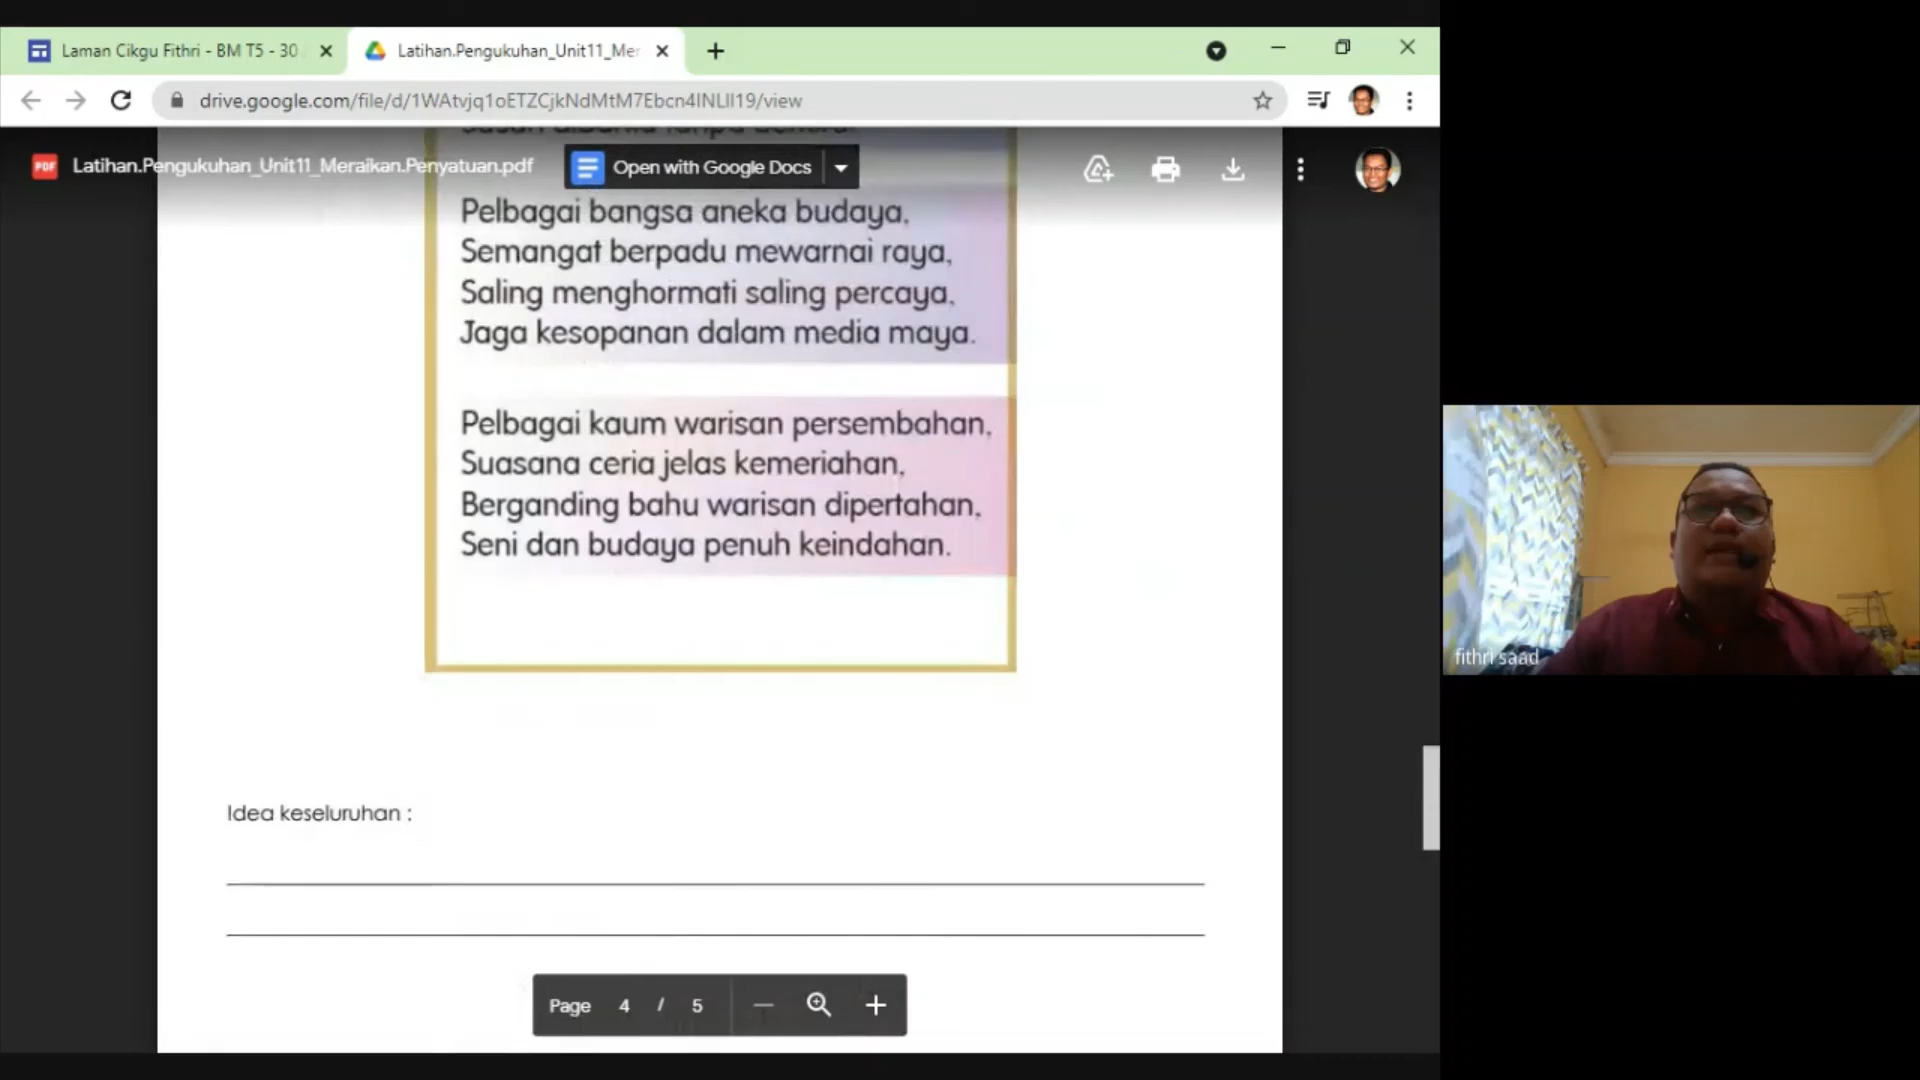 Laman Cikgu Fithri - BM T5 - 30
Latihan.Pengukuhan_Unit11_Mer
drive.google.com/file/d/1WAtvjq1oETZCjkNdMtM7Ebcn4lNLlI19/view
PDF
Latihan.Pengukuhan_Unit11_Meraikan.Penyatuan.pdf
Open with Google Docs
Pelbagai bangsa aneka budaya,
Semangat berpadu mewarnai raya,
Saling menghormati saling percaya,
Jaga kesopanan dalam media maya.
Pelbagai kaum warisan persembahan,
Suasana ceria jelas kemeriahan,
Berganding bahu warisan dipertahan,
Seni dan budaya penuh keindahan.
Idea keseluruhan :
Page 4 / 5
fithri saad